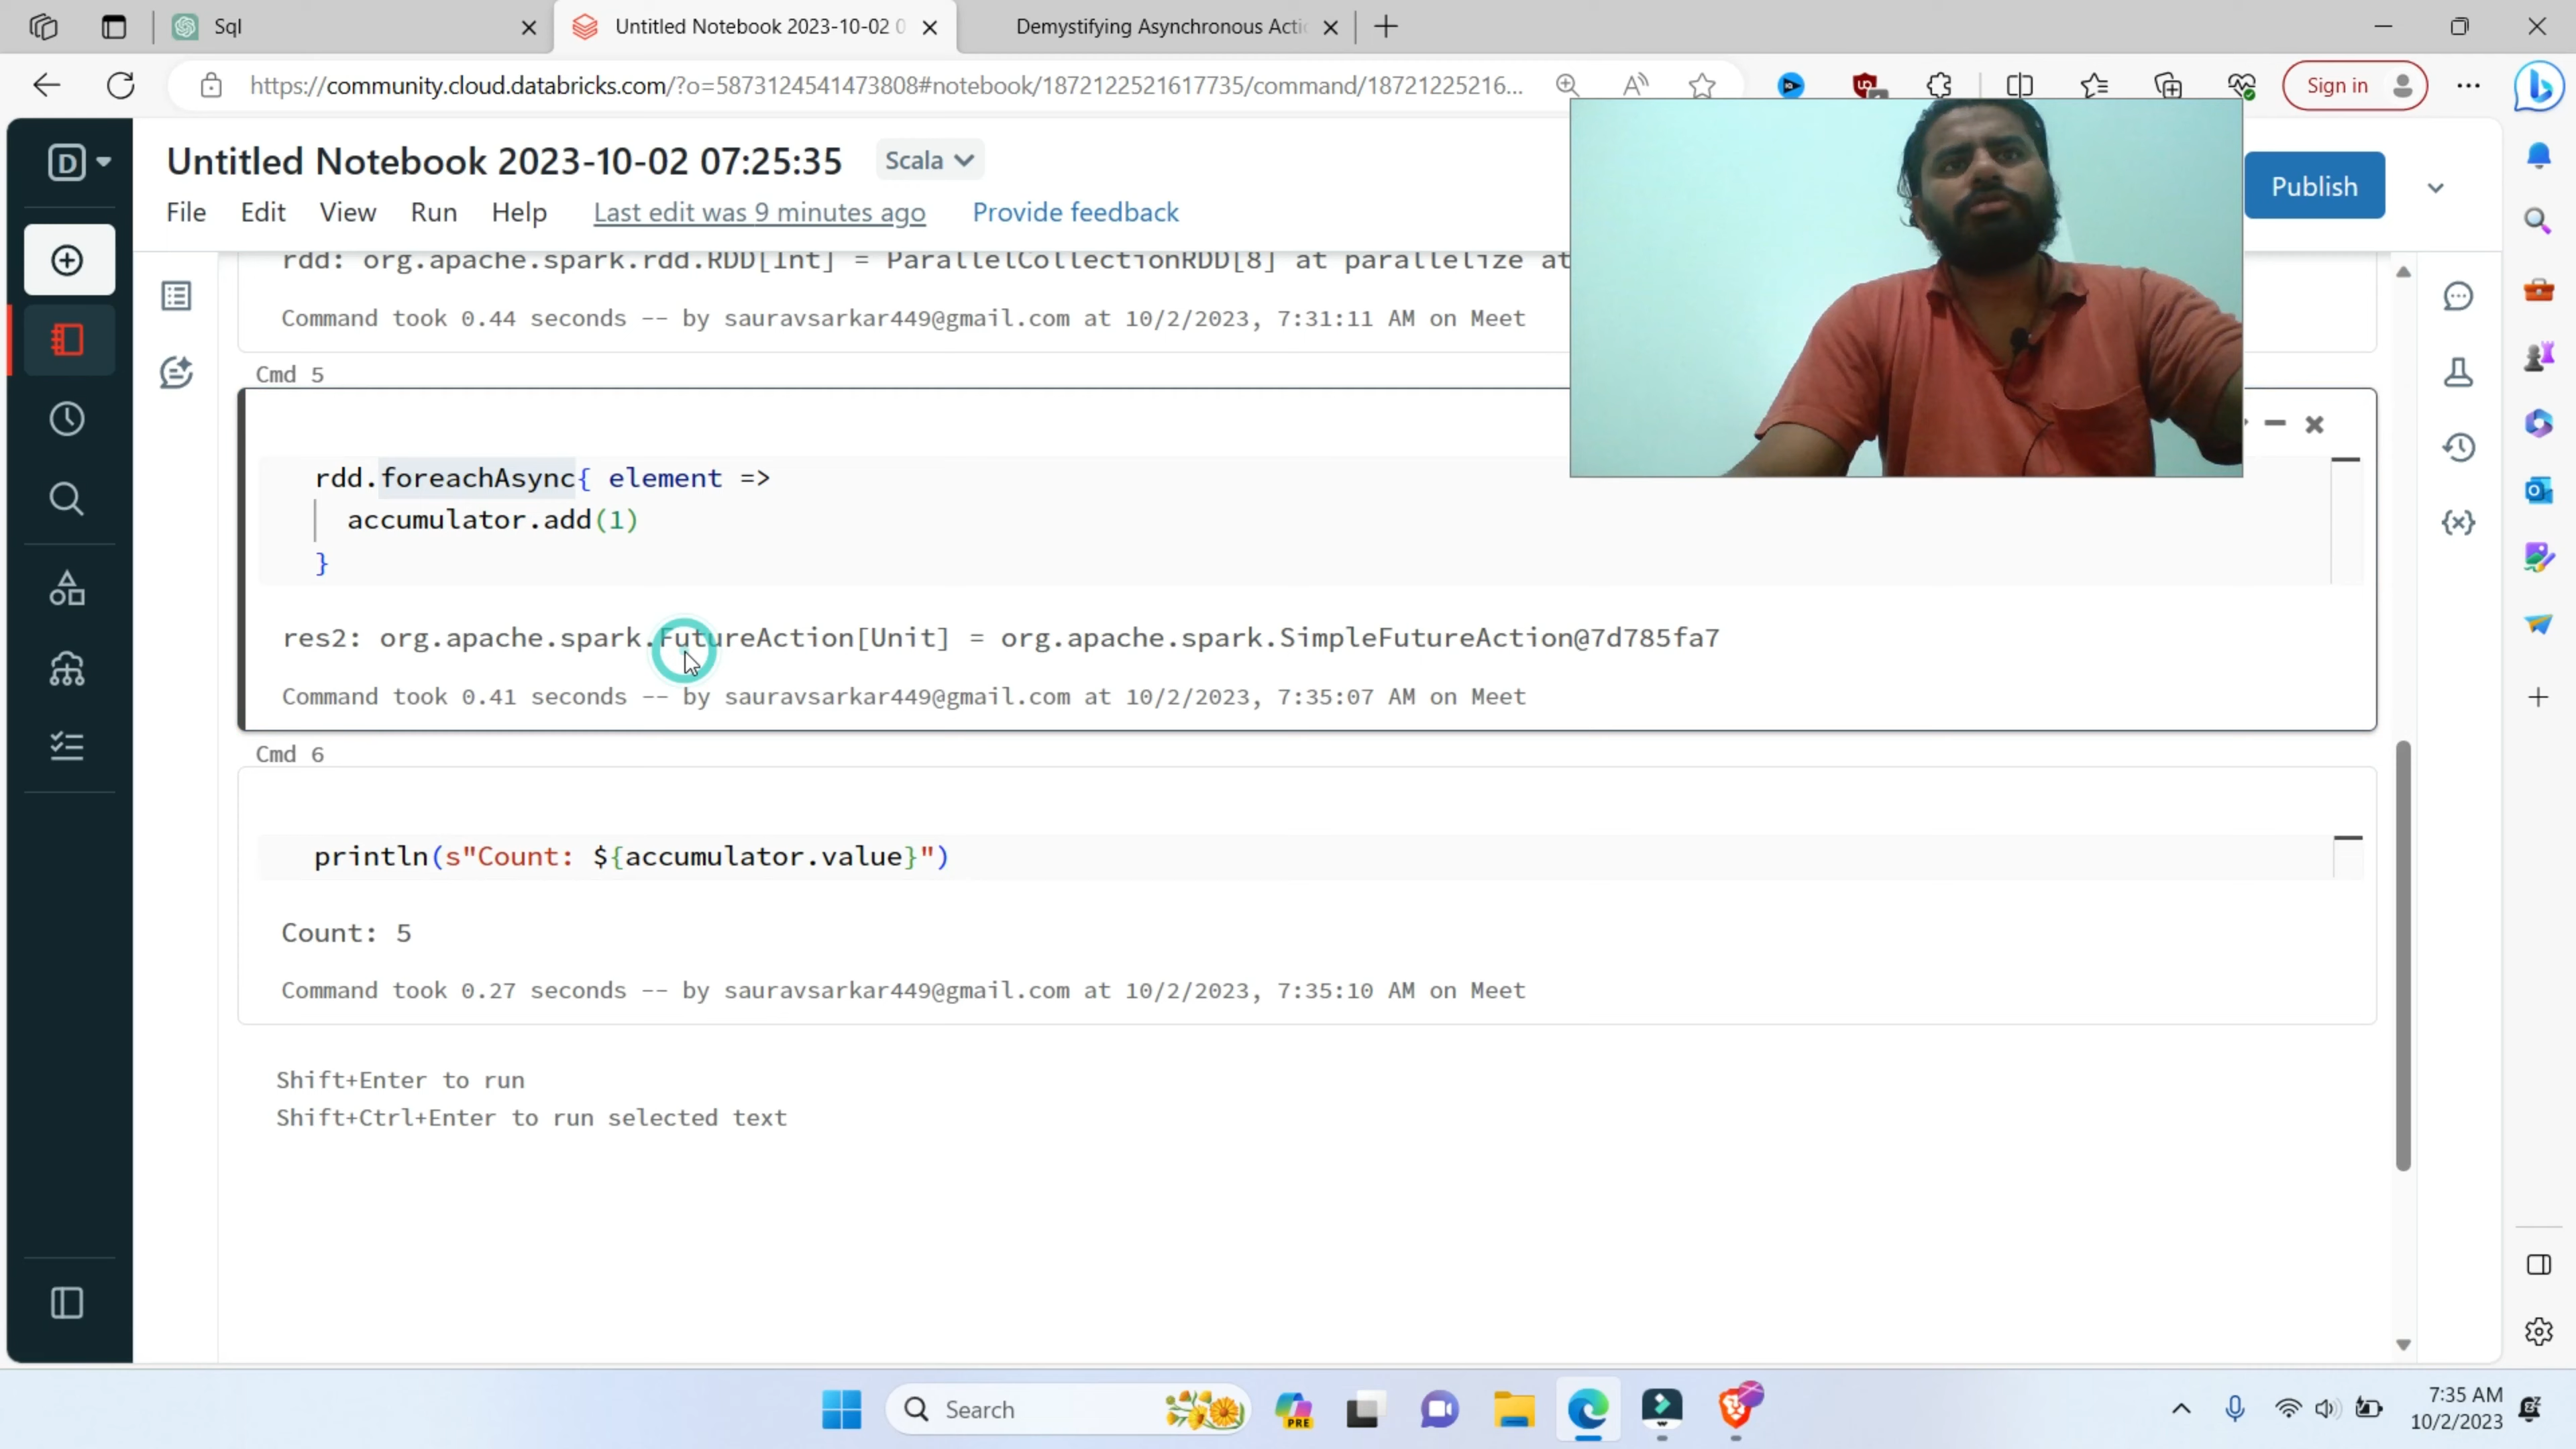 Sql
Untitled Notebook 2023-10-02 0
Demystifying Asynchronous Acti
https://community.cloud.databricks.com/?o=5873124541473808#notebook/1872122521617735/command/18721225216...
Sign in
D
Untitled Notebook 2023-10-02 07:25:35
Scala
Publish
File Edit View Run Help Last edit was 9 minutes ago Provide feedback
rdd: org.apache.spark.rdd.RDD[Int] = ParallelCollectionRDD[8] at parallelize at
Command took 0.44 seconds -- by sauravsarkar449@gmail.com at 10/2/2023, 7:31:11 AM on Meet
Cmd 5
rdd.foreachAsync{ element =>
accumulator.add(1)
}
res2: org.apache.spark.FutureAction[Unit] = org.apache.spark.SimpleFutureAction@7d785fa7
Command took 0.41 seconds -- by sauravsarkar449@gmail.com at 10/2/2023, 7:35:07 AM on Meet
Cmd 6
println(s"Count: ${accumulator.value}")
Count: 5
Command took 0.27 seconds -- by sauravsarkar449@gmail.com at 10/2/2023, 7:35:10 AM on Meet
Shift+Enter to run
Shift+Ctrl+Enter to run selected text
Search
PRE
7:35 AM
10/2/2023